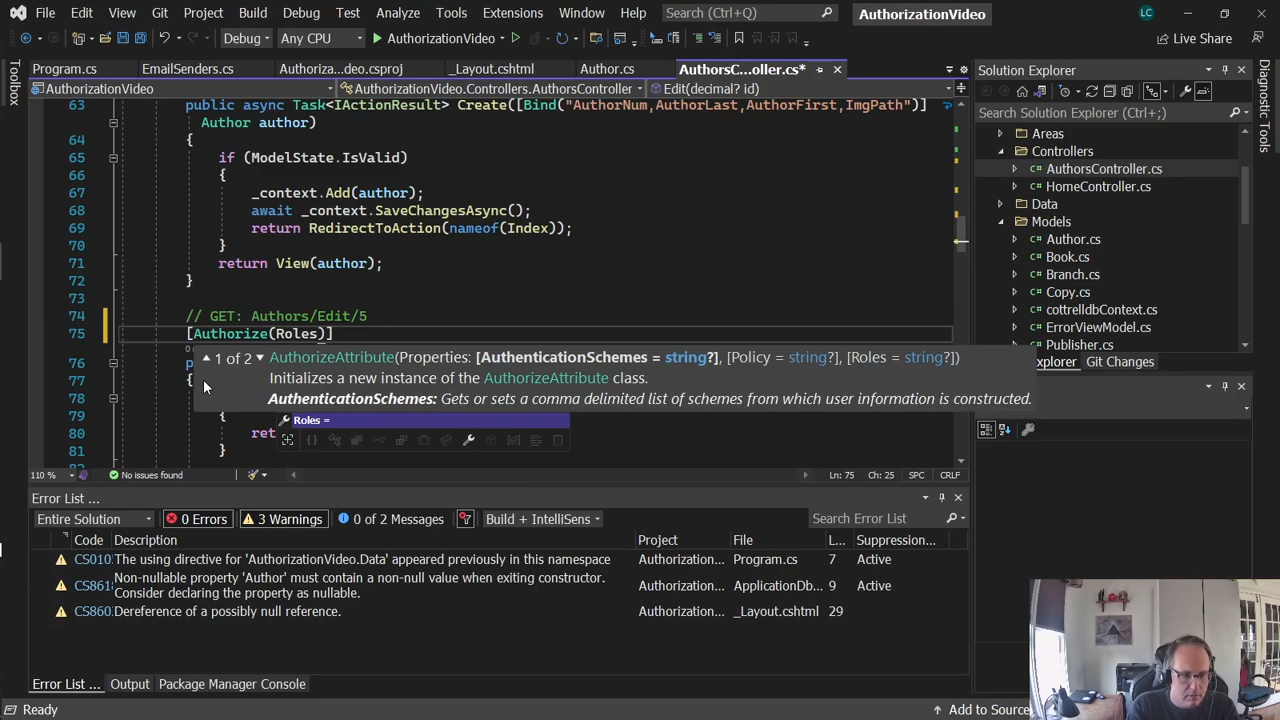 File Edit View Git Project Build Debug Test Analyze Tools Extensions Window Help Search (Ctrl+Q) AuthorizationVideo LC
Debug Any CPU AuthorizationVideo Live Share
Program.cs EmailSenders.cs Authoriza...deo.csproj _Layout.cshtml Author.cs AuthorsC...oller.cs*
AuthorizationVideo AuthorizationVideo.Controllers.AuthorsController Edit(decimal? id)
63 public async Task<IActionResult> Create([Bind("AuthorNum,AuthorLast,AuthorFirst,ImgPath")]
Author author)
64 {
65 if (ModelState.IsValid)
66 {
67 _context.Add(author);
68 await _context.SaveChangesAsync();
69 return RedirectToAction(nameof(Index));
70 }
71 return View(author);
72 }
73
74 // GET: Authors/Edit/5
75 [Authorize(Roles)]
1 of 2 AuthorizeAttribute(Properties: [AuthenticationSchemes = string?], [Policy = string?], [Roles = string?])
Initializes a new instance of the AuthorizeAttribute class.
AuthenticationSchemes: Gets or sets a comma delimited list of schemes from which user information is constructed.
76 p
77 {
78
79 {
Roles =
80 ret
81 }
110 % No issues found Ln: 75 Ch: 25 SPC CRLF
Toolbox
Solution Explorer
Search Solution Explorer (Ctrl+;)
Areas
Controllers
AuthorsController.cs
HomeController.cs
Data
Models
Author.cs
Book.cs
Branch.cs
Copy.cs
cottrelldbContext.cs
ErrorViewModel.cs
Publisher.cs
Git Changes
Diagnostic Tools
Error List ...
Entire Solution 0 Errors 3 Warnings 0 of 2 Messages Build + IntelliSens Search Error List
Code Description Project File L... Suppression...
CS010 The using directive for 'AuthorizationVideo.Data' appeared previously in this namespace Authorization... Program.cs 7 Active
CS861 Non-nullable property 'Author' must contain a non-null value when exiting constructor. Authorization... ApplicationDb... 9 Active
Consider declaring the property as nullable.
CS860 Dereference of a possibly null reference. Authorization... _Layout.cshtml 29
Error List ... Output Package Manager Console
Ready Add to Source